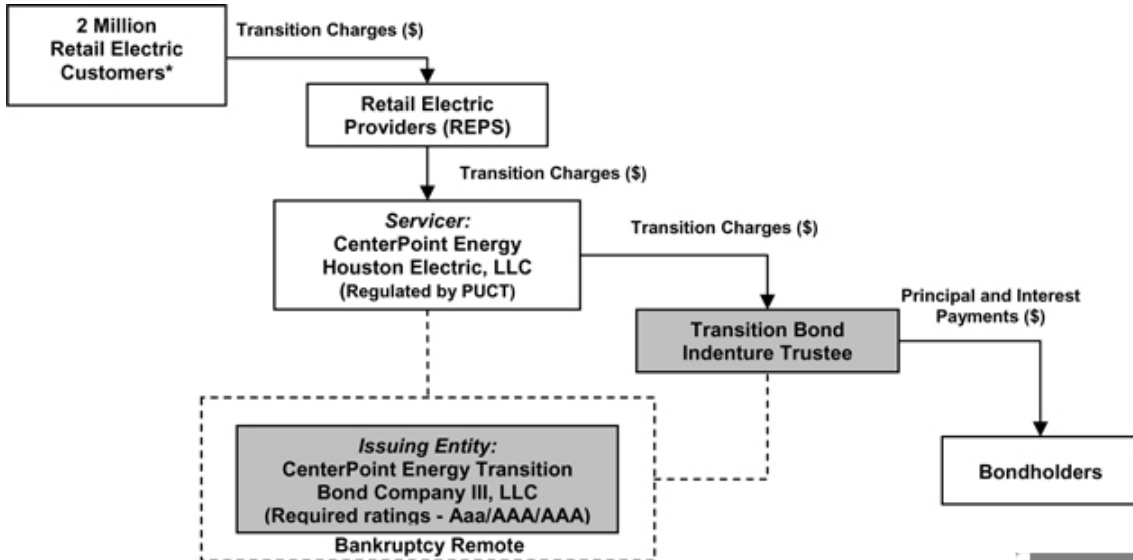 2 Million
Retail Electric
Customers*
Transition Charges ($)
Retail Electric
Providers (REPS)
Transition Charges ($)
Servicer:
CenterPoint Energy
Houston Electric, LLC
(Regulated by PUCT)
Transition Charges ($)
Principal and Interest
Payments ($)
Transition Bond
Indenture Trustee
Issuing Entity:
CenterPoint Energy Transition
Bond Company III, LLC
(Required ratings - Aaa/AAA/AAA)
Bankruptcy Remote
Bondholders